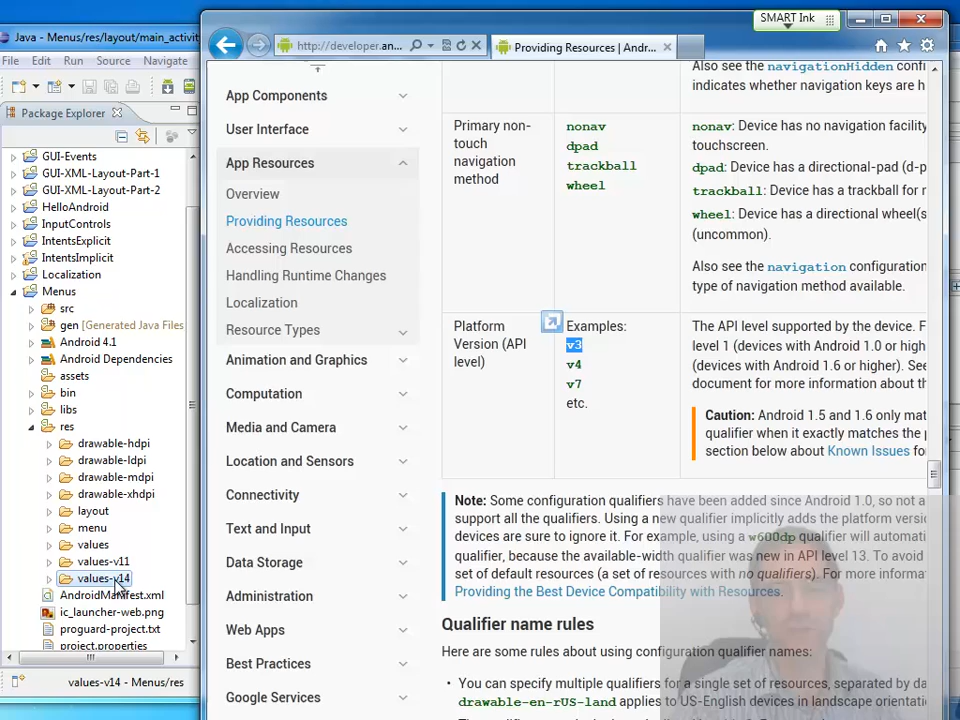 SMART Ink
Java - Menus/res/layout/main_activit
http://developer.an...
Providing Resources | Andr...
File Edit Run Source Navigate
Package Explorer
GUI-Events
GUI-XML-Layout-Part-1
GUI-XML-Layout-Part-2
HelloAndroid
InputControls
IntentsExplicit
IntentsImplicit
Localization
Menus
src
gen [Generated Java Files
Android 4.1
Android Dependencies
assets
bin
libs
res
drawable-hdpi
drawable-ldpi
drawable-mdpi
drawable-xhdpi
layout
menu
values
values-v11
values-v14
AndroidManifest.xml
ic_launcher-web.png
proguard-project.txt
project.properties
values-v14 - Menus/res
App Components
User Interface
App Resources
Overview
Providing Resources
Accessing Resources
Handling Runtime Changes
Localization
Resource Types
Animation and Graphics
Computation
Media and Camera
Location and Sensors
Connectivity
Text and Input
Data Storage
Administration
Web Apps
Best Practices
Google Services
Also see the navigationHidden confi
indicates whether navigation keys are h
Primary non-
touch
navigation
method
nonav
dpad
trackball
wheel
nonav: Device has no navigation facility
touchscreen.
dpad: Device has a directional-pad (d-p
trackball: Device has a trackball for n
wheel: Device has a directional wheel(s
(uncommon).
Also see the navigation configuration
type of navigation method available.
Platform
Version (API
level)
Examples:
v3
v4
v7
etc.
The API level supported by the device. F
level 1 (devices with Android 1.0 or high
(devices with Android 1.6 or higher). See
document for more information about th
Caution: Android 1.5 and 1.6 only mat
qualifier when it exactly matches the p
section below about Known Issues for
Note: Some configuration qualifiers have been added since Android 1.0, so not a
support all the qualifiers. Using a new qualifier implicitly adds the platform versio
devices are sure to ignore it. For example, using a w600dp qualifier will automati
qualifier, because the available-width qualifier was new in API level 13. To avoid
set of default resources (a set of resources with no qualifiers). For more informa
Providing the Best Device Compatibility with Resources.
Qualifier name rules
Here are some rules about using configuration qualifier names:
• You can specify multiple qualifiers for a single set of resources, separated by da
drawable-en-rUS-land applies to US-English devices in landscape orientation